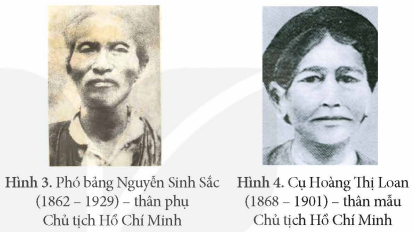 Hình 3. Phó bảng Nguyễn Sinh Sắc
(1862 – 1929) – thân phụ
Chủ tịch Hồ Chí Minh
Hình 4. Cụ Hoàng Thị Loan
(1868 – 1901) – thân mẫu
Chủ tịch Hồ Chí Minh